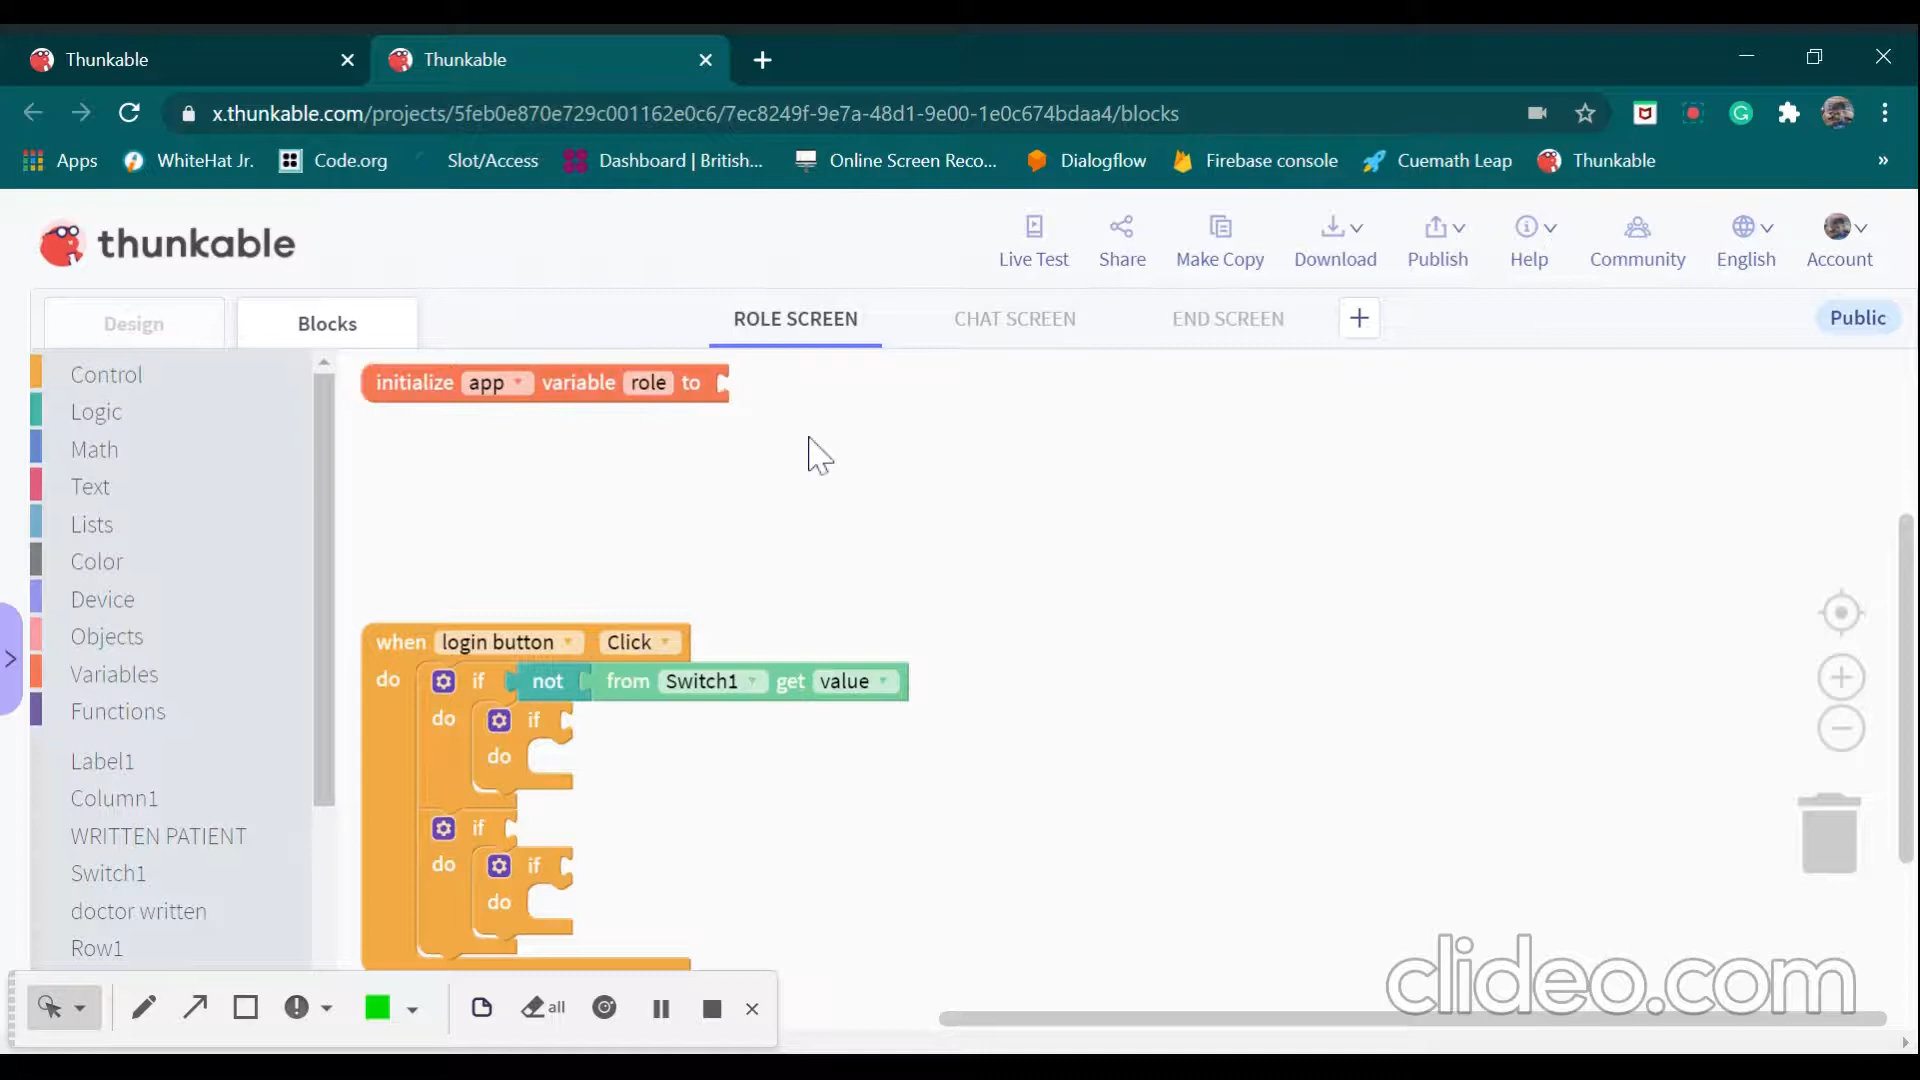 Thunkable
Thunkable
x.thunkable.com/projects/5feb0e870e729c001162e0c6/7ec8249f-9e7a-48d1-9e00-1e0c674bdaa4/blocks
Apps WhiteHat Jr. Code.org Slot/Access Dashboard | British... Online Screen Reco... Dialogflow Firebase console Cuemath Leap Thunkable »
thunkable
Live Test Share Make Copy Download Publish Help Community English Account
Design Blocks ROLE SCREEN CHAT SCREEN END SCREEN + Public
Control
Logic
Math
Text
Lists
Color
Device
Objects
Variables
Functions
Label1
Column1
WRITTEN PATIENT
Switch1
doctor written
Row1
initialize app variable role to
when login button Click
do if not from Switch1 get value
do if
do
if
do if
do
all
clideo.com